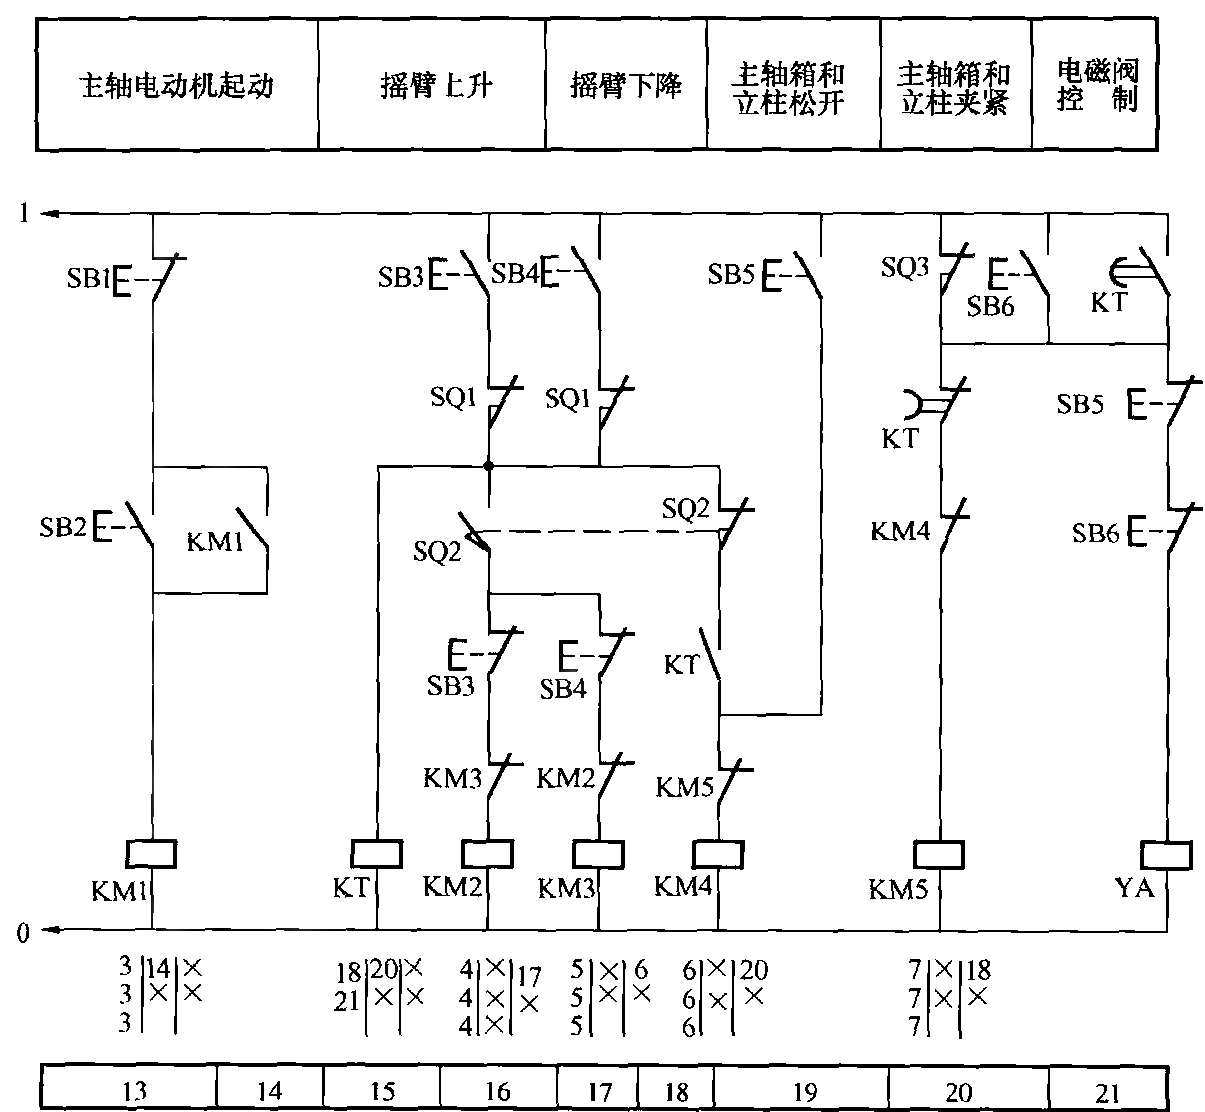 主轴电动机起动
摇臂上升
摇臂下降
主轴箱和
立柱松开
主轴箱和
立柱夹紧
电磁阀
控 制
1
SB1
SB3
SB4
SB5
SQ3
SB6
KT
SQ1
SQ1
KT
SB5
SB2
KM1
SQ2
SQ2
KM4
SB6
SB3
SB4
KT
KM3
KM2
KM5
KM1
KT
KM2
KM3
KM4
KM5
YA
0
3 14 ×
3 × ×
3
18 20 ×
21 × ×
4 × 17
4 × ×
4 ×
5 × 6
5 × ×
5
6 × 20
6 × ×
6
7 × 18
7 × ×
7
13 14 15 16 17 18 19 20 21